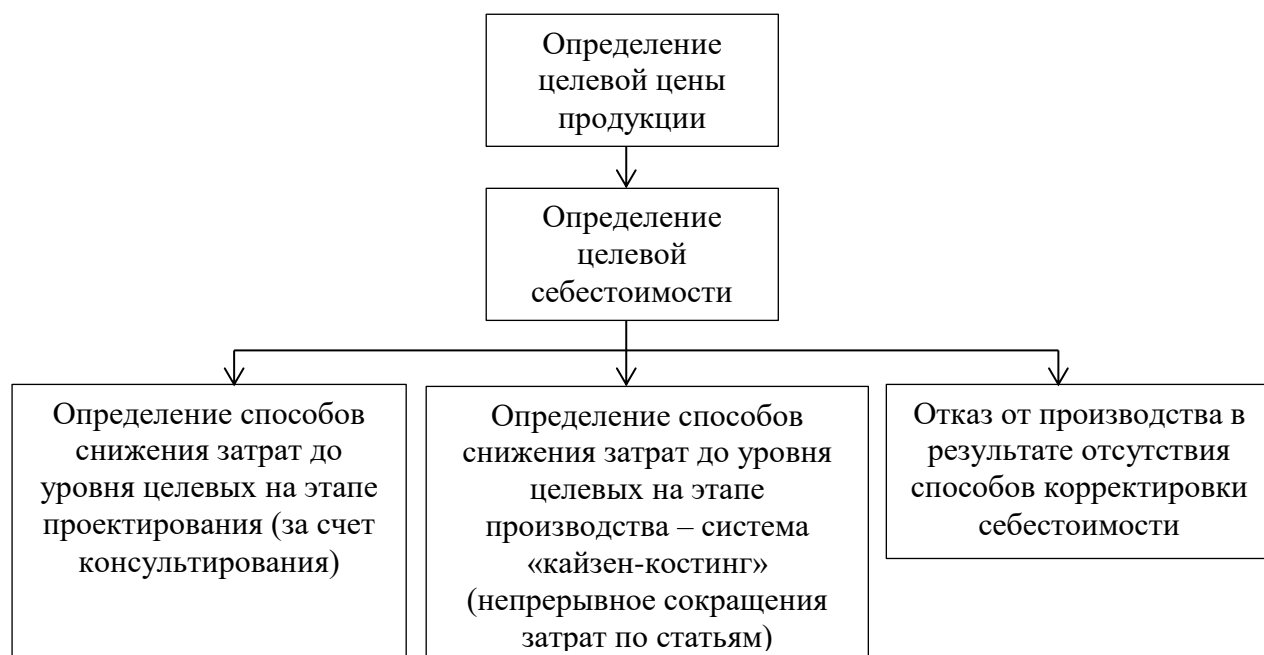 Определение
целевой цены
продукции
Определение
целевой
себестоимости
Определение способов
снижения затрат до
уровня целевых на этапе
проектирования (за счет
консультирования)
Определение способов
снижения затрат до уровня
целевых на этапе
производства – система
«кайзен-костинг»
(непрерывное сокращения
затрат по статьям)
Отказ от производства в
результате отсутствия
способов корректировки
себестоимости